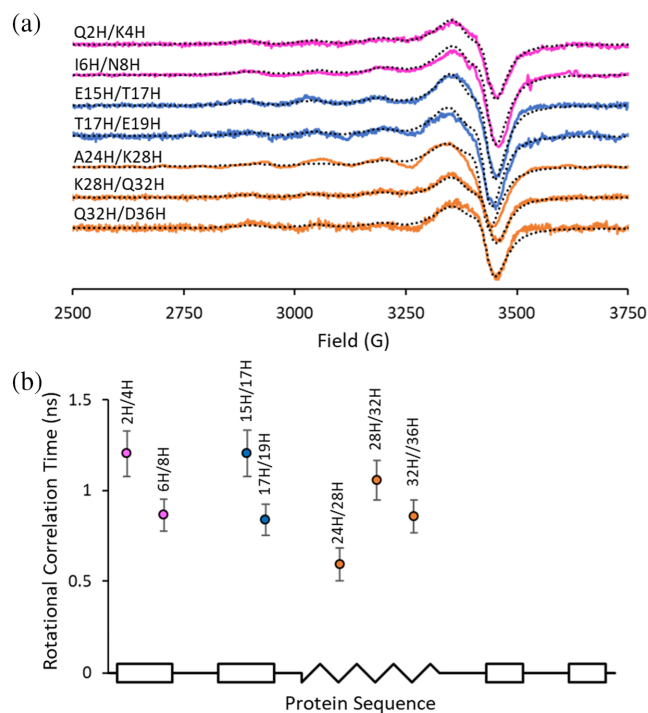 (a)
Q2H/K4H
I6H/N8H
E15H/T17H
T17H/E19H
A24H/K28H
K28H/Q32H
Q32H/D36H
2500 2750 3000 3250 3500 3750
Field (G)
(b)
Rotational Correlation Time (ns)
1.5
1
0.5
0
2H/4H
6H/8H
15H/17H
17H/19H
24H/28H
28H/32H
32H//36H
Protein Sequence